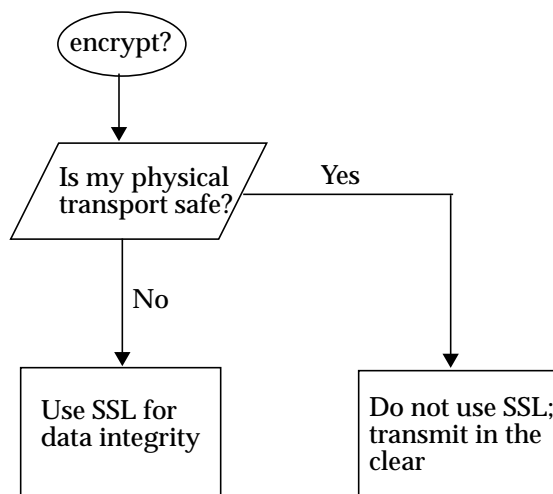 encrypt?
Is my physical
transport safe?
Yes
No
Use SSL for
data integrity
Do not use SSL;
transmit in the
clear